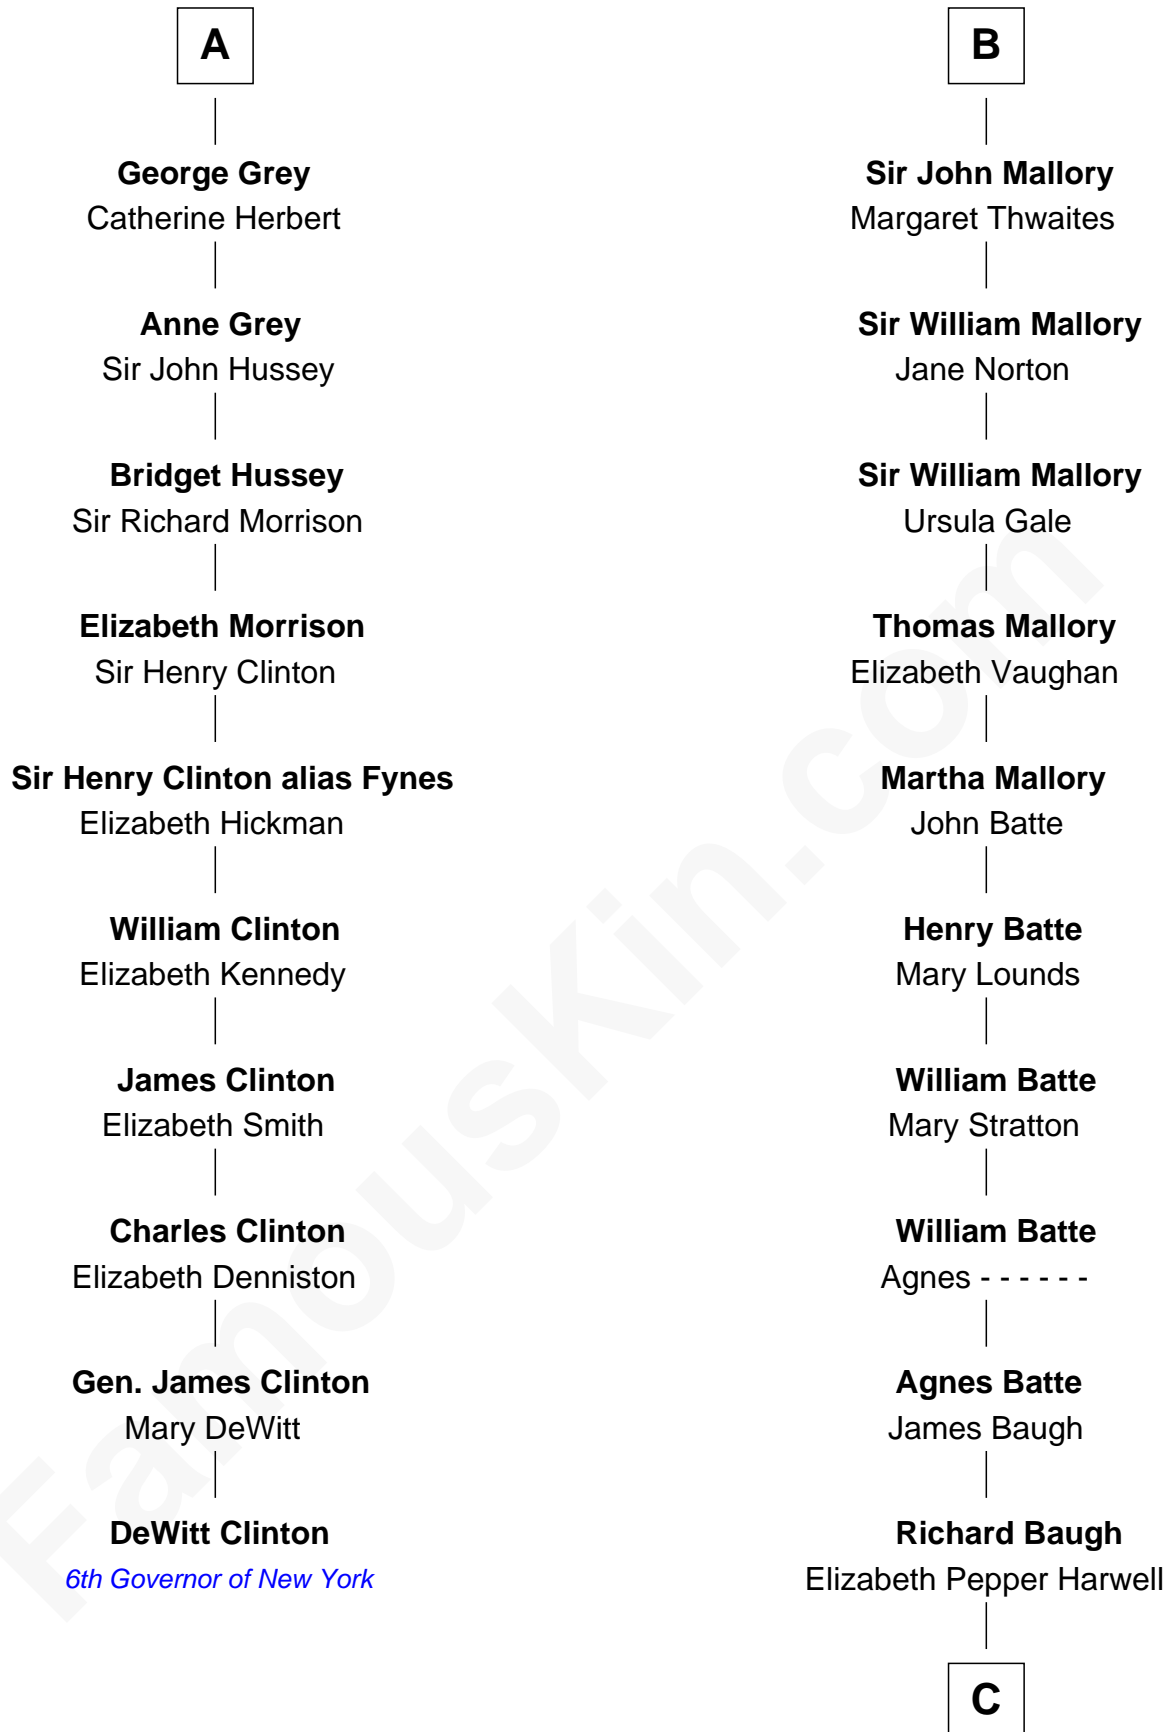 A
George Grey
Catherine Herbert
Anne Grey
Sir John Hussey
Bridget Hussey
Sir Richard Morrison
Elizabeth Morrison
Sir Henry Clinton
Sir Henry Clinton alias Fynes
Elizabeth Hickman
William Clinton
Elizabeth Kennedy
James Clinton
Elizabeth Smith
Charles Clinton
Elizabeth Denniston
Gen. James Clinton
Mary DeWitt
DeWitt Clinton
6th Governor of New York
B
Sir John Mallory
Margaret Thwaites
Sir William Mallory
Jane Norton
Sir William Mallory
Ursula Gale
Thomas Mallory
Elizabeth Vaughan
Martha Mallory
John Batte
Henry Batte
Mary Lounds
William Batte
Mary Stratton
William Batte
Agnes - - - - - -
Agnes Batte
James Baugh
Richard Baugh
Elizabeth Pepper Harwell
C
FamousKin.com